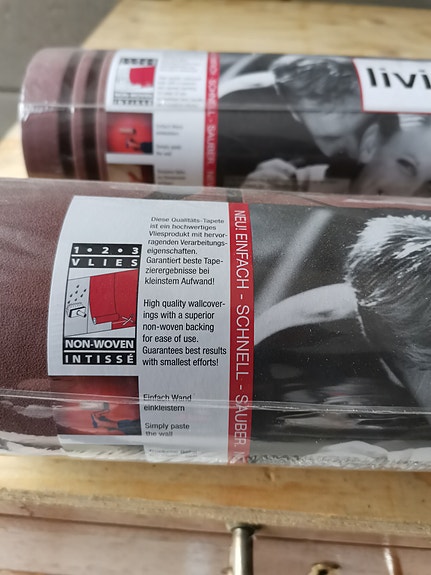 livi
1•2•3
VLIES
NON-WOVEN
INTISSÉ
Diese Qualitäts-Tapete
ist ein hochwertiges
Vliesprodukt mit hervor-
ragenden Verarbeitungs-
eigenschaften.
Garantiert beste Tape-
zierergebnisse bei
kleinstem Aufwand!
High quality wallcover-
ings with a superior
non-woven backing
for ease of use.
Guarantees best results
with smallest efforts!
Einfach Wand
einkleistern
Simply paste
the wall
NEU! EINFACH - SCHNELL - SAUBER